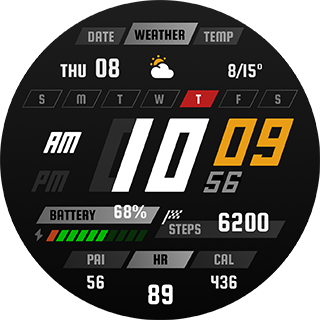 DATE WEATHER TEMP
THU 08 8/15°
S M T W T F S
AM 10 09
PM 56
BATTERY 68%
STEPS 6200
PAI HR CAL
56 89 436